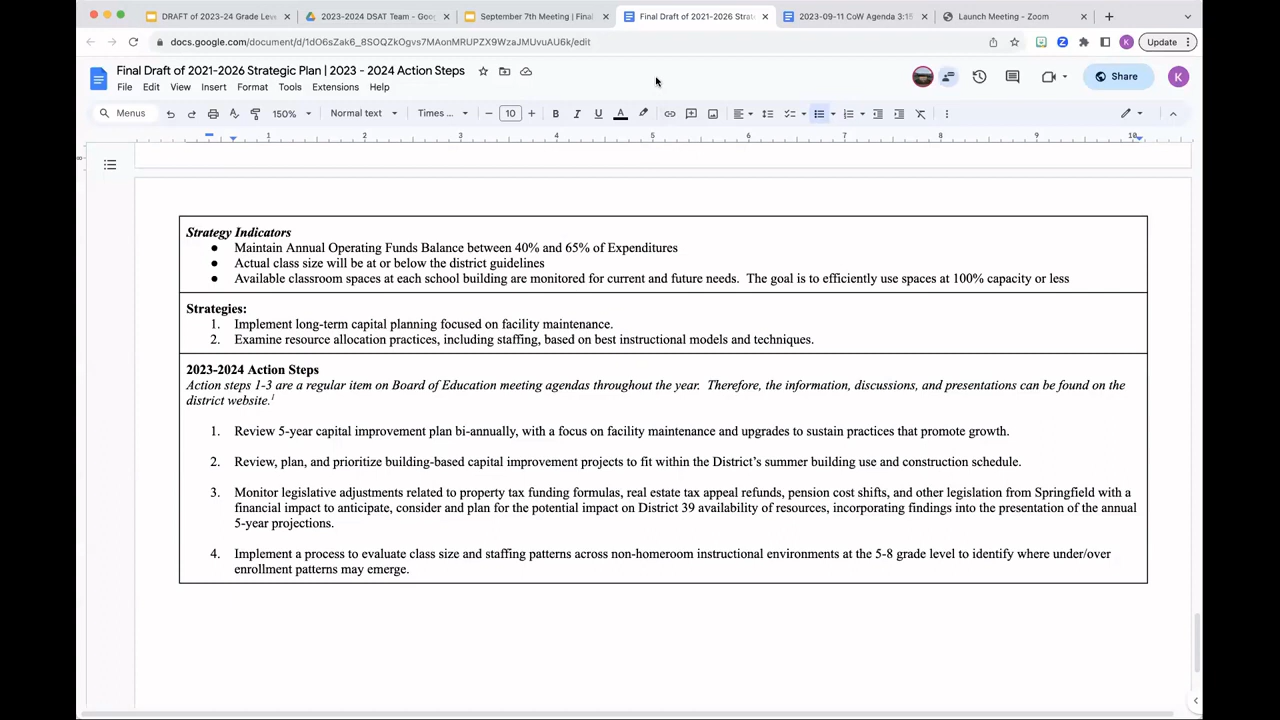 DRAFT of 2023-24 Grade Lev
2023-2024 DSAT Team - Goog
September 7th Meeting | Final
Final Draft of 2021-2026 Strate
2023-09-11 CoW Agenda 3:15
Launch Meeting - Zoom
docs.google.com/document/d/1dO6sZak6_8SOQZkOgvs7MAonMRUPZX9WzaJMUvuAU6k/edit
K
Update
Final Draft of 2021-2026 Strategic Plan | 2023 - 2024 Action Steps
File Edit View Insert Format Tools Extensions Help
Share
K
Menus
150%
Normal text
Times ...
10
B I U A
1 2 3 4 5 6 7 8 9 10
Strategy Indicators
● Maintain Annual Operating Funds Balance between 40% and 65% of Expenditures
● Actual class size will be at or below the district guidelines
● Available classroom spaces at each school building are monitored for current and future needs. The goal is to efficiently use spaces at 100% capacity or less
Strategies:
1. Implement long-term capital planning focused on facility maintenance.
2. Examine resource allocation practices, including staffing, based on best instructional models and techniques.
2023-2024 Action Steps
Action steps 1-3 are a regular item on Board of Education meeting agendas throughout the year. Therefore, the information, discussions, and presentations can be found on the
district website.1
1. Review 5-year capital improvement plan bi-annually, with a focus on facility maintenance and upgrades to sustain practices that promote growth.
2. Review, plan, and prioritize building-based capital improvement projects to fit within the District’s summer building use and construction schedule.
3. Monitor legislative adjustments related to property tax funding formulas, real estate tax appeal refunds, pension cost shifts, and other legislation from Springfield with a
financial impact to anticipate, consider and plan for the potential impact on District 39 availability of resources, incorporating findings into the presentation of the annual
5-year projections.
4. Implement a process to evaluate class size and staffing patterns across non-homeroom instructional environments at the 5-8 grade level to identify where under/over
enrollment patterns may emerge.